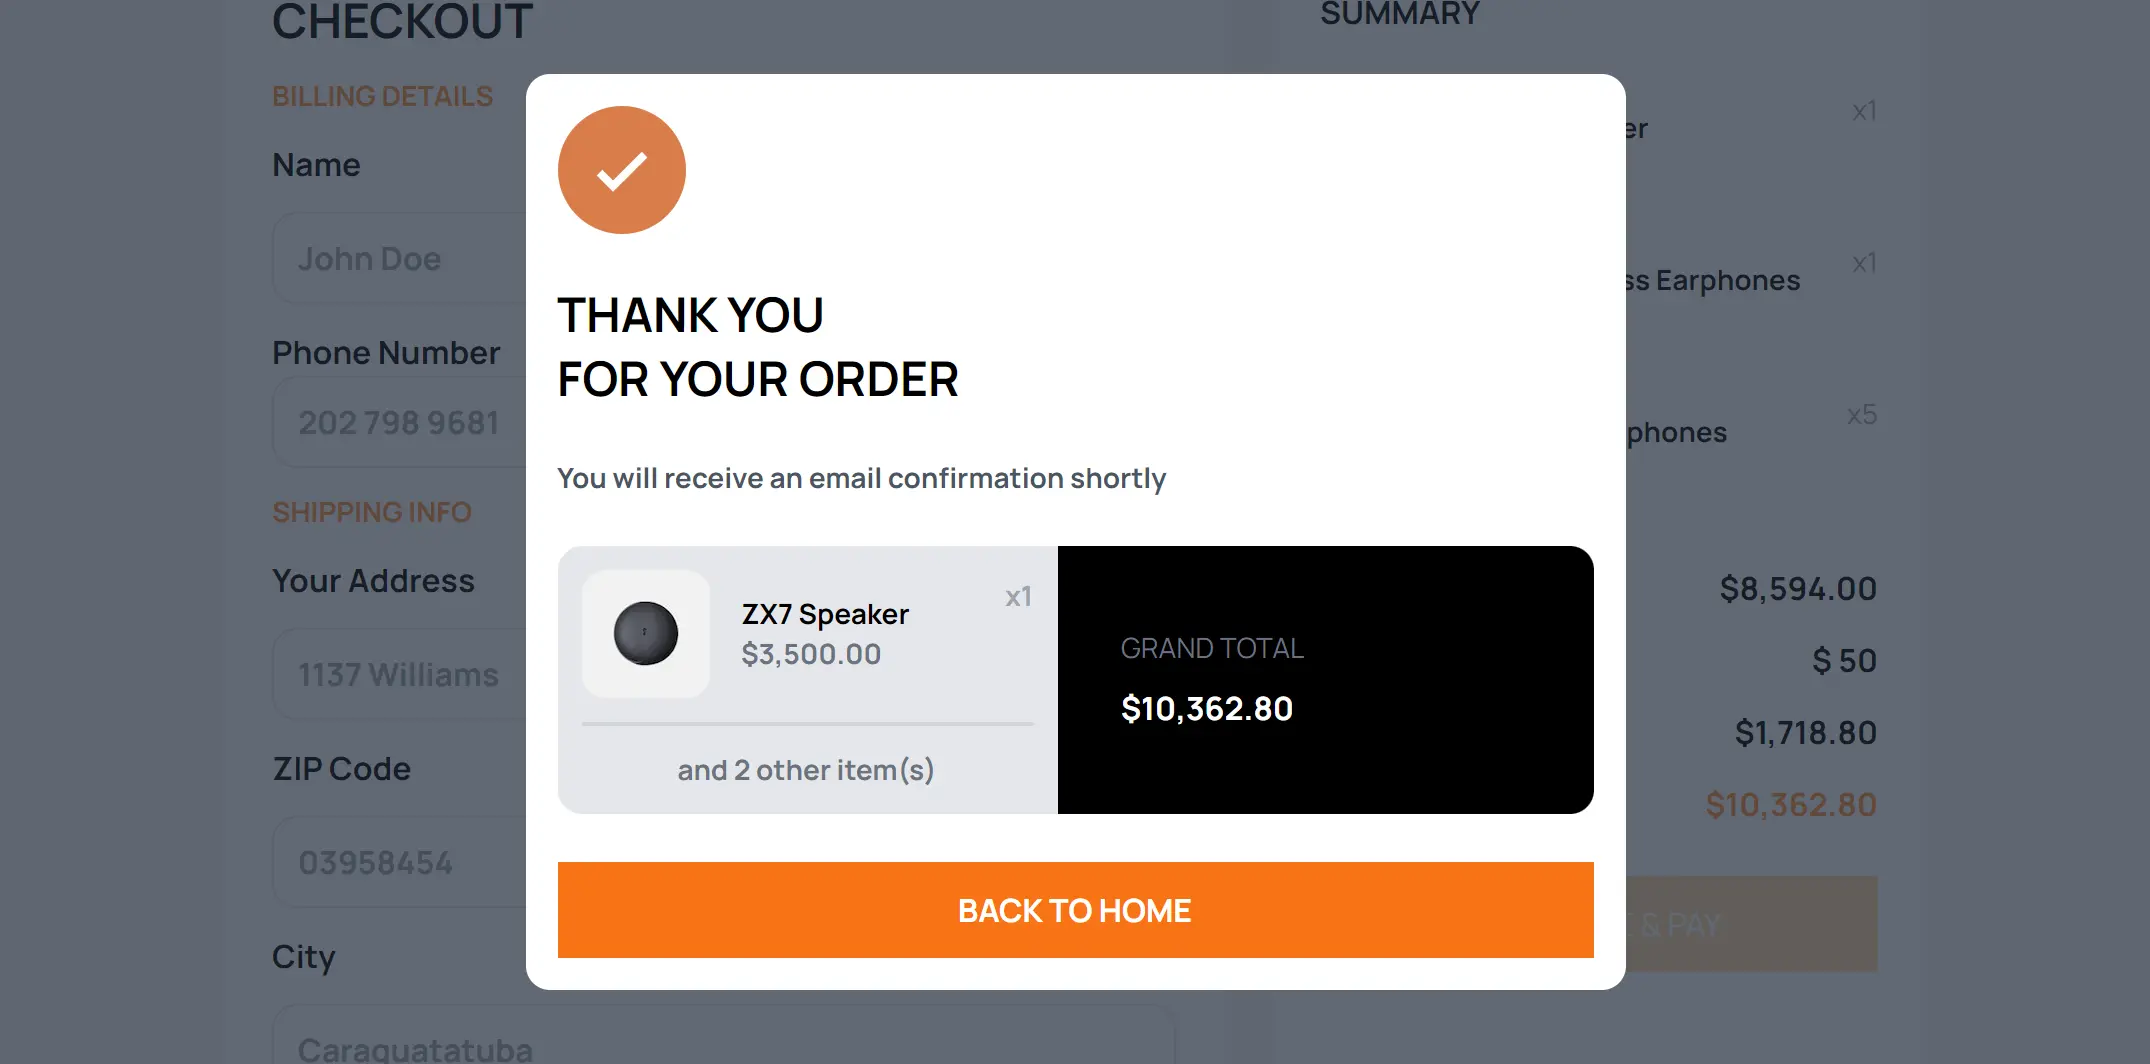 CHECKOUT
BILLING DETAILS
Name
John Doe
Phone Number
202 798 9681
SHIPPING INFO
Your Address
1137 Williams
ZIP Code
03958454
City
Caraguatatuba
THANK YOU
FOR YOUR ORDER
You will receive an email confirmation shortly
ZX7 Speaker
x1
$3,500.00
and 2 other item(s)
GRAND TOTAL
$10,362.80
BACK TO HOME
SUMMARY
er
x1
ss Earphones
x1
phones
x5
$8,594.00
$ 50
$1,718.80
$10,362.80
& PAY